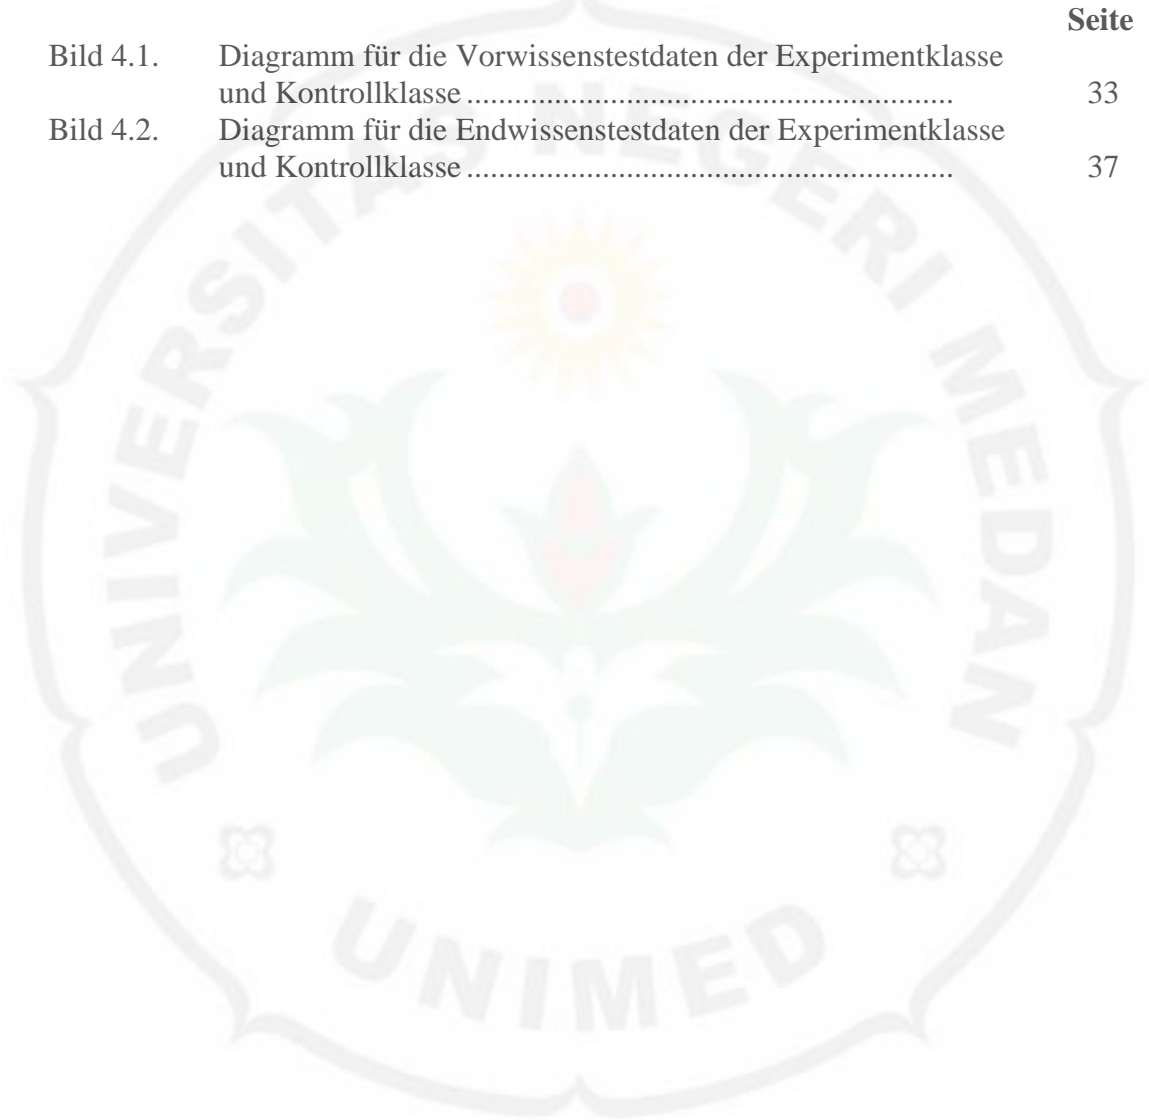 Seite
Bild 4.1. Diagramm für die Vorwissenstestdaten der Experimentklasse
und Kontrollklasse ............................................................. 33
Bild 4.2. Diagramm für die Endwissenstestdaten der Experimentklasse
und Kontrollklasse ............................................................. 37
UNIVERSITAS NEGERI MEDAN
UNIMED